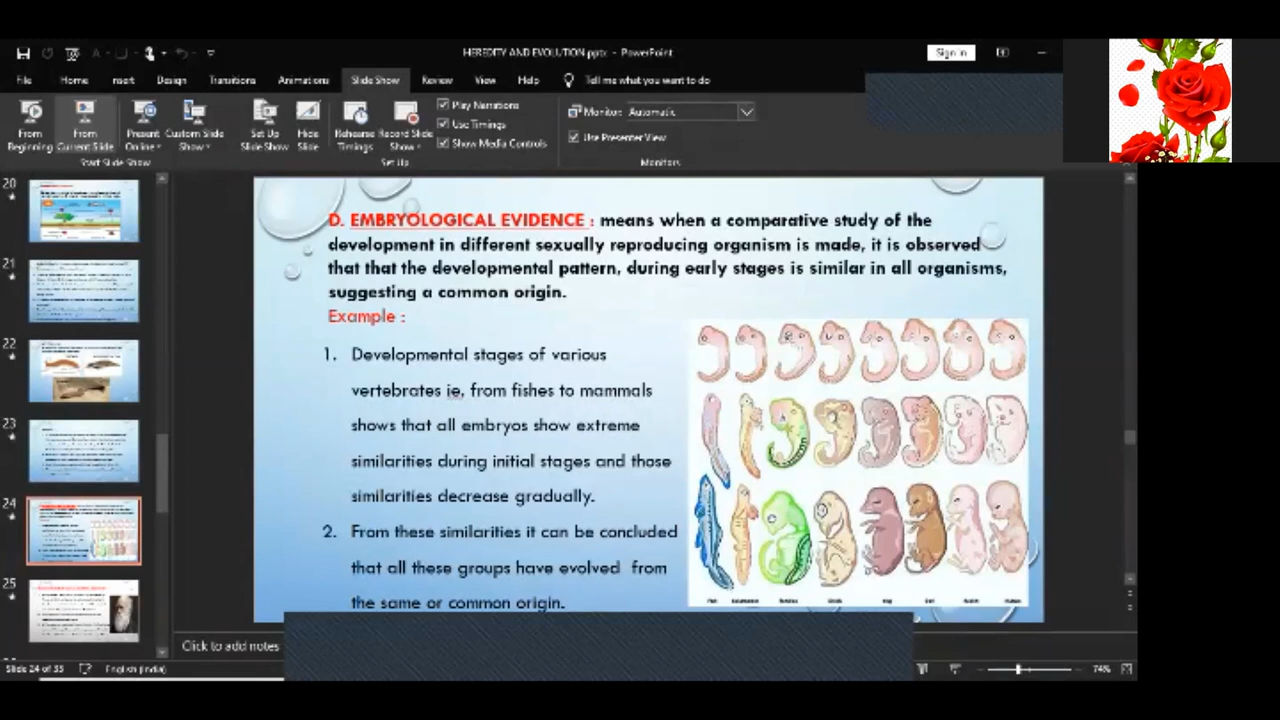 HEREDITY AND EVOLUTION.pptx - PowerPoint
Sign in
File Home nsert Design Transitions Animations Slide Show Review View Help Tell me what you want to do
From Beginning
From Current Slide
Present Online
Custom Slide Show
Set Up Slide Show
Hide Slide
Rehearse Timings
Record Slide Show
Play Narrations
Use Timings
Show Media Controls
Monitor: Automatic
Use Presenter View
Start Slide Show
Set Up
Monitors
20
21
22
23
24
25
D. EMBRYOLOGICAL EVIDENCE : means when a comparative study of the
development in different sexually reproducing organism is made, it is observed
that that the developmental pattern, during early stages is similar in all organisms,
suggesting a common origin.
Example :
1. Developmental stages of various
vertebrates ie, from fishes to mammals
shows that all embryos show extreme
similarities during initial stages and those
similarities decrease gradually.
2. From these similarities it can be concluded
that all these groups have evolved from
the same or common origin.
Click to add notes
Slide 24 of 35 English (India)
74%